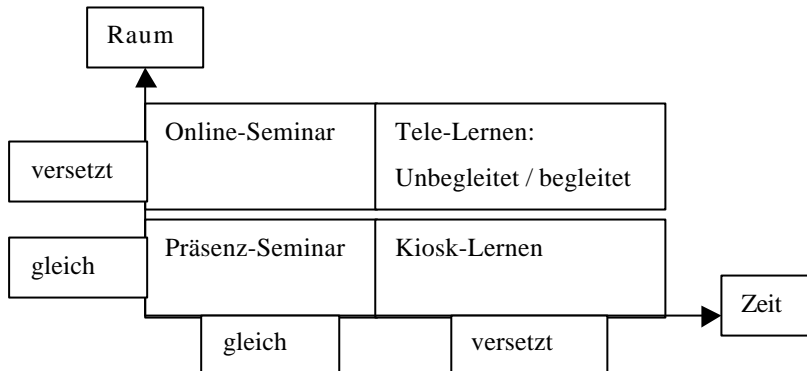 Raum
Online-Seminar
Tele-Lernen:
Unbegleitet / begleitet
versetzt
Präsenz-Seminar
Kiosk-Lernen
gleich
Zeit
gleich
versetzt